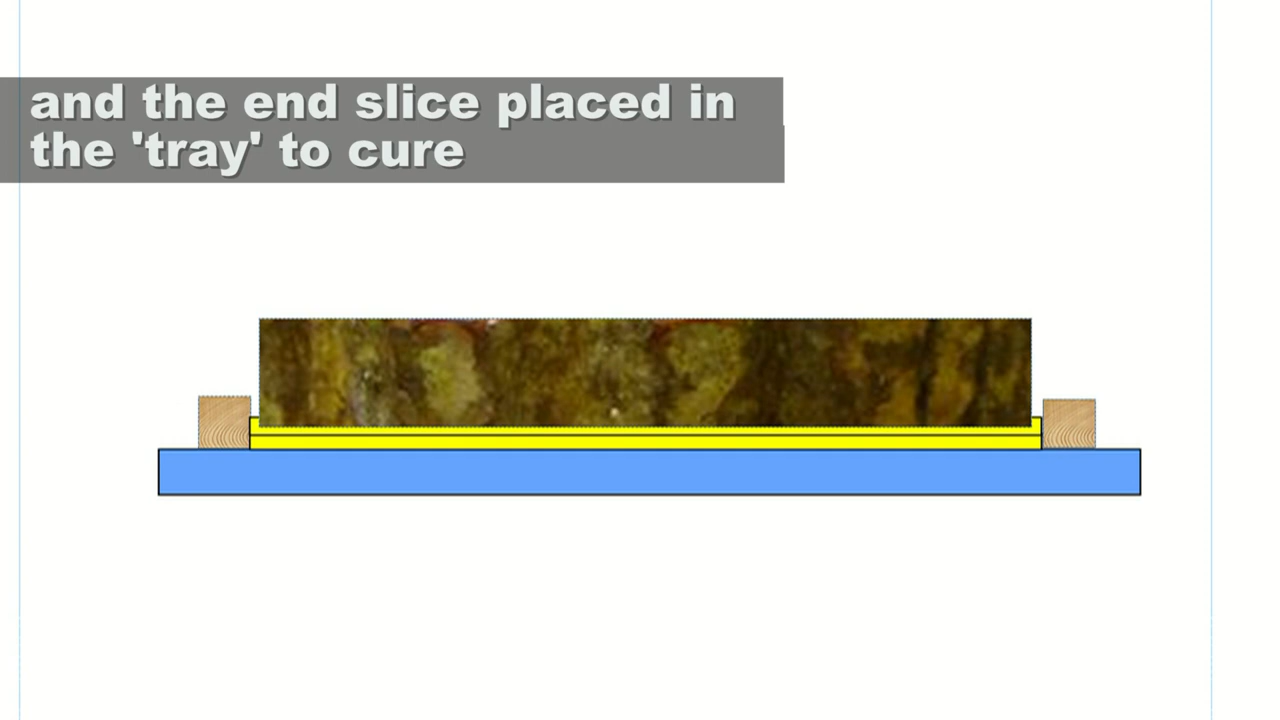 and the end slice placed in
the 'tray' to cure